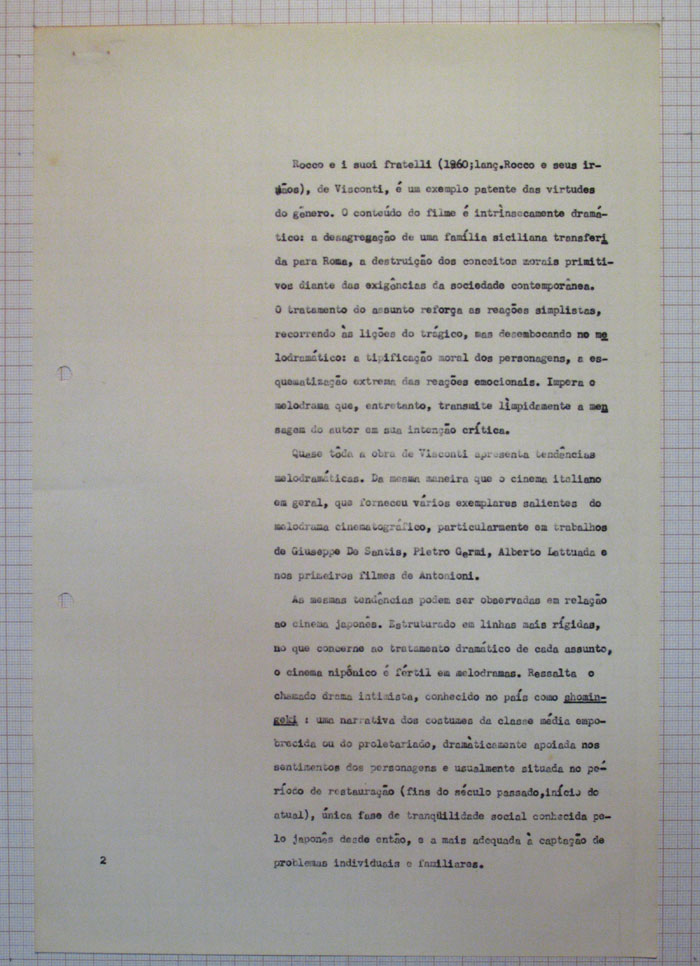 Rocco e i suoi fratelli (1960;lanç.Rocco e seus ir-
mãos), de Visconti, é um exemplo patente das virtudes
do gênero. O conteúdo do filme é intrìnsecamente dramá-
tico: a desagregação de uma família siciliana transferi
da para Roma, a destruição dos conceitos morais primiti-
vos diante das exigências da sociedade contemporânea.
O tratamento do assunto reforça as reações simplistas,
recorrendo às lições do trágico, mas desembocando no me
lodramático: a tipificação moral dos personagens, a es-
quematização extrema das reações emocionais. Impera o
melodrama que, entretanto, transmite lìmpidamente a men
sagem do autor em sua intenção crítica.
Quase tôda a obra de Visconti apresenta tendências
melodramáticas. Da mesma maneira que o cinema italiano
em geral, que forneceu vários exemplares salientes do
melodrama cinematográfico, particularmente em trabalhos
de Giuseppe De Santis, Pietro Germi, Alberto Lattuada e
nos primeiros filmes de Antonioni.
As mesmas tendências podem ser observadas em relação
ao cinema japonês. Estruturado em linhas mais rígidas,
no que concerne ao tratamento dramático de cada assunto,
o cinema nipônico é fértil em melodramas. Ressalta o
chamado drama intimista, conhecido no país como shomin-
geki : uma narrativa dos costumes da classe média empo-
brecida ou do proletariado, dramàticamente apoiada nos
sentimentos dos personagens e usualmente situada no pe-
ríodo de restauração (fins do século passado,início do
atual), única fase de tranqüilidade social conhecida pe-
lo japonês desde então, e a mais adequada à captação de
problemas individuais e familiares.
2